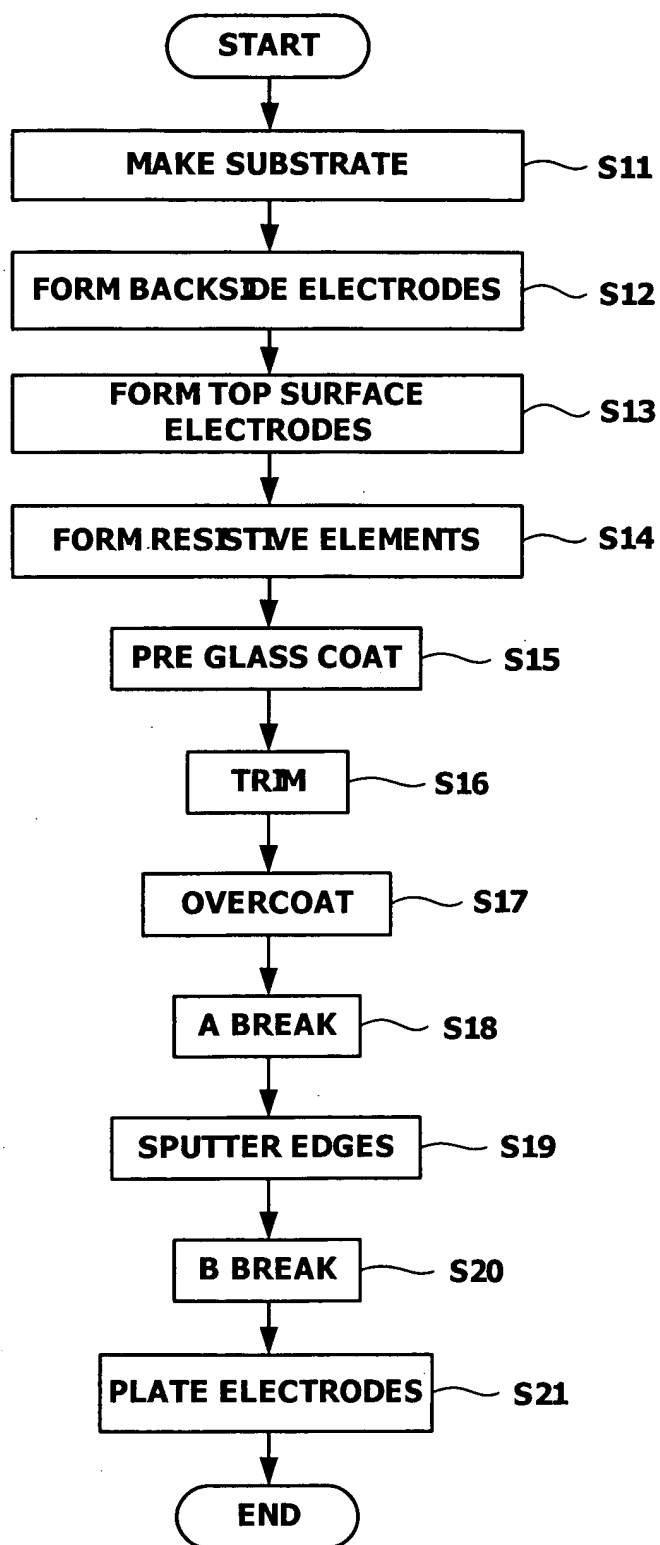 START
MAKE SUBSTRATE
S11
FORM BACKSIDE ELECTRODES
S12
FORM TOP SURFACE
ELECTRODES
S13
FORM RESISTIVE ELEMENTS
S14
PRE GLASS COAT
S15
TRIM
S16
OVERCOAT
S17
A BREAK
S18
SPUTTER EDGES
S19
B BREAK
S20
PLATE ELECTRODES
S21
END